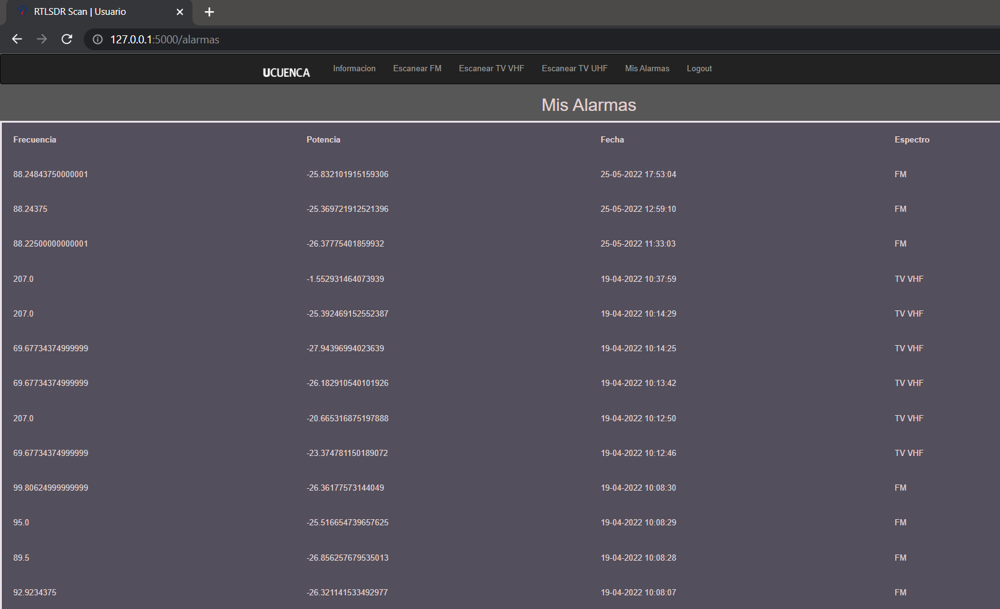 RTLSDR Scan | Usuario
127.0.0.1:5000/alarmas
UCUENCA Informacion Escanear FM Escanear TV VHF Escanear TV UHF Mis Alarmas Logout
Mis Alarmas
Frecuencia Potencia Fecha Espectro
88.24843750000001 -25.832101915159306 25-05-2022 17:53:04 FM
88.24375 -25.369721912521396 25-05-2022 12:59:10 FM
88.22500000000001 -26.37775401859932 25-05-2022 11:33:03 FM
207.0 -1.552931464073939 19-04-2022 10:37:59 TV VHF
207.0 -25.392469152552387 19-04-2022 10:14:29 TV VHF
69.67734374999999 -27.94396994023639 19-04-2022 10:14:25 TV VHF
69.67734374999999 -26.182910540101926 19-04-2022 10:13:42 TV VHF
207.0 -20.665316875197888 19-04-2022 10:12:50 TV VHF
69.67734374999999 -23.374781150189072 19-04-2022 10:12:46 TV VHF
99.80624999999999 -26.36177573144049 19-04-2022 10:08:30 FM
95.0 -25.516654739657625 19-04-2022 10:08:29 FM
89.5 -26.856257679535013 19-04-2022 10:08:28 FM
92.9234375 -26.321141533492977 19-04-2022 10:08:07 FM